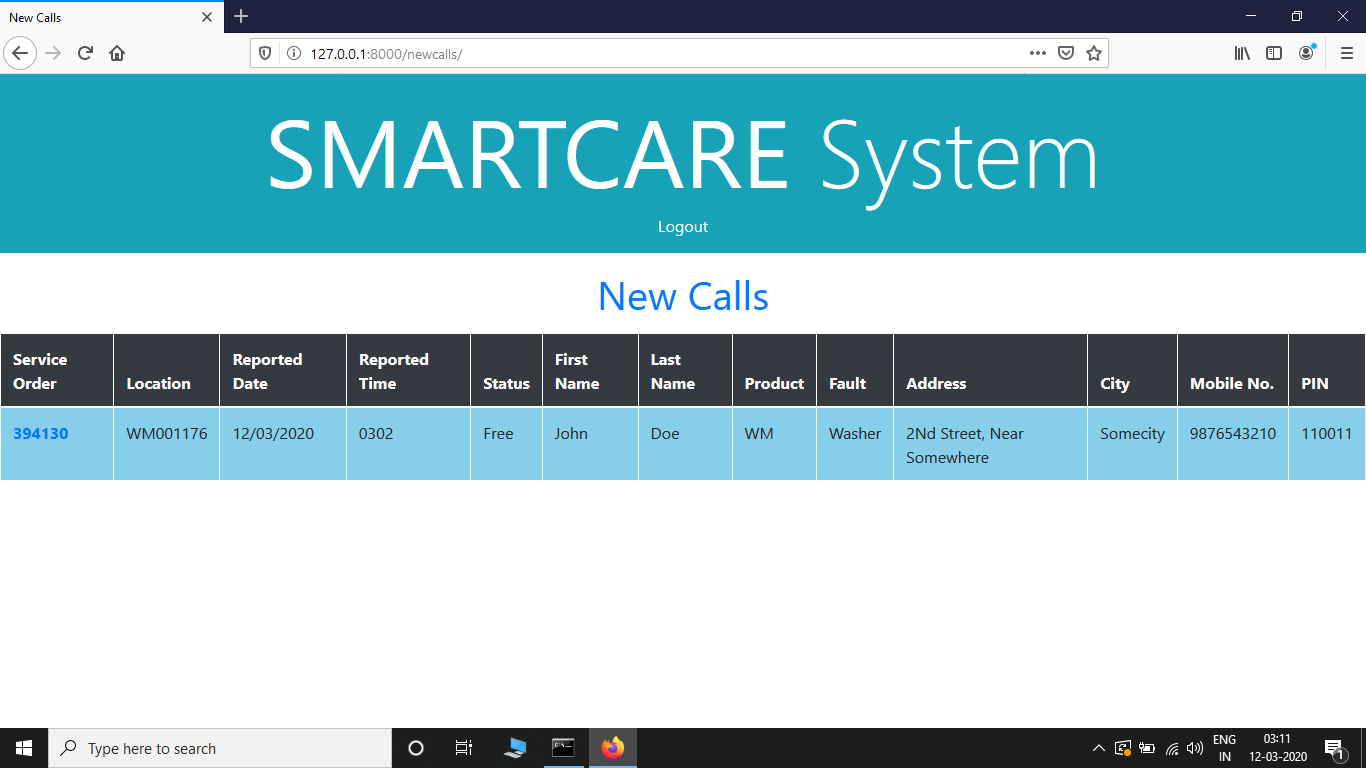 New Calls
127.0.0.1:8000/newcalls/
SMARTCARE System
Logout
New Calls
Service Order Location Reported Date Reported Time Status First Name Last Name Product Fault Address City Mobile No. PIN
394130 WM001176 12/03/2020 0302 Free John Doe WM Washer 2Nd Street, Near Somewhere Somecity 9876543210 110011
Type here to search
ENG
IN
03:11
12-03-2020
1